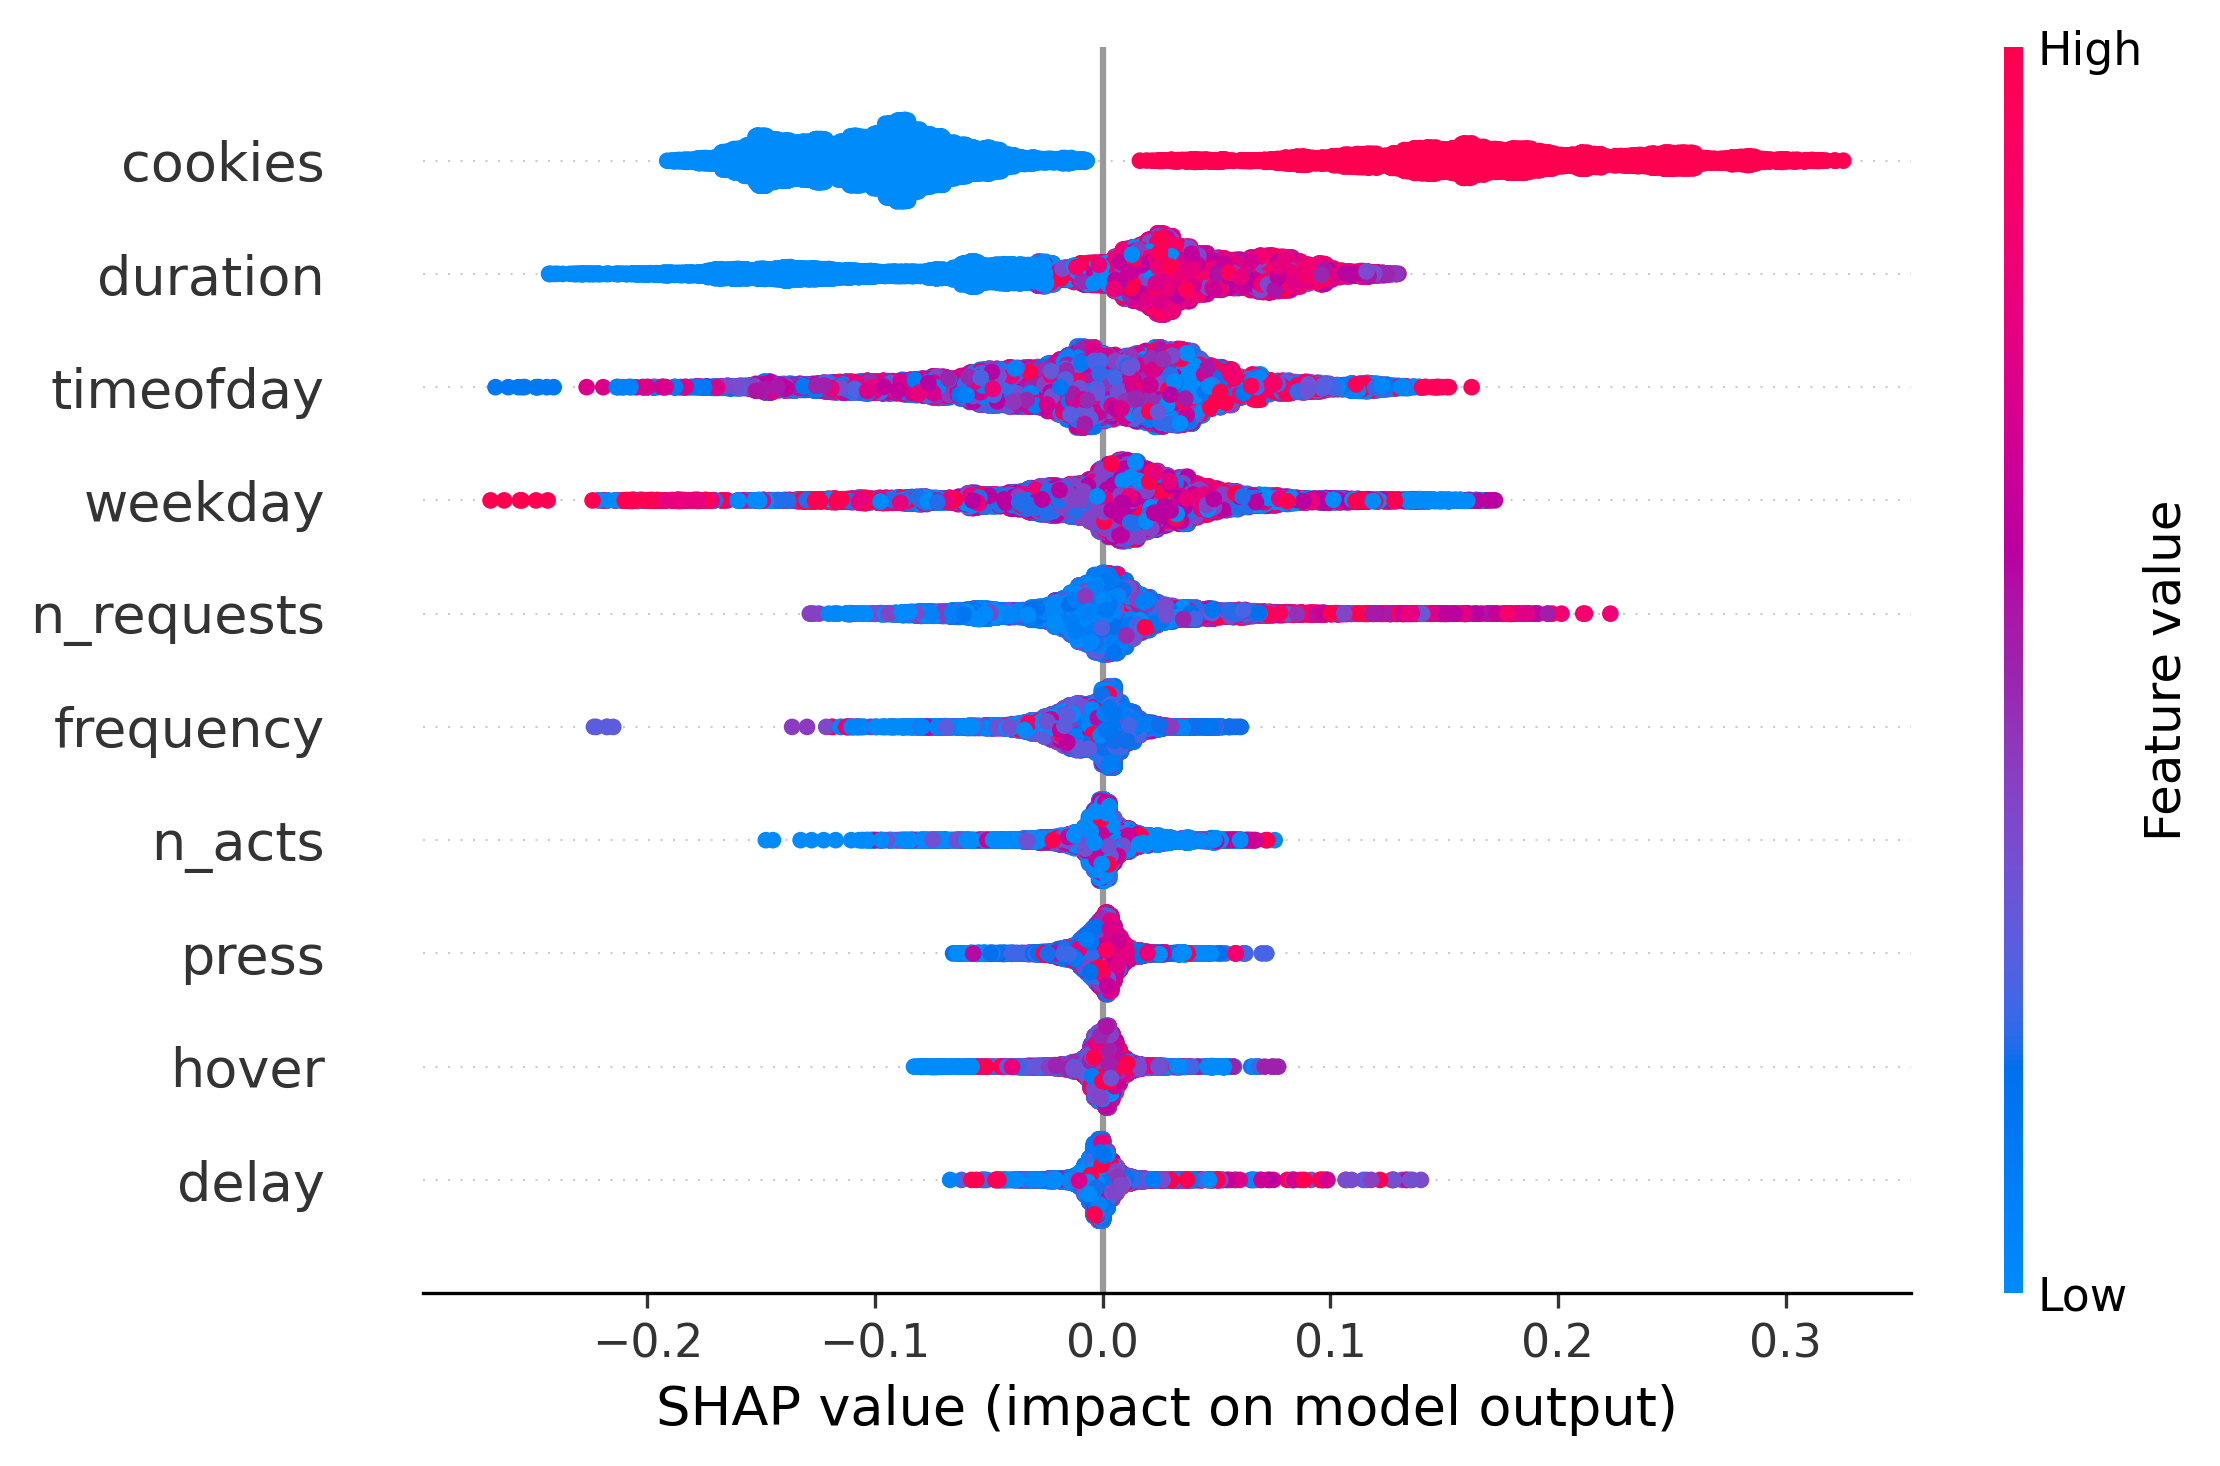 High
cookies
duration
timeofday
weekday
n_requests
frequency
n_acts
press
hover
delay
Feature value
Low
−0.2 −0.1 0.0 0.1 0.2 0.3
SHAP value (impact on model output)